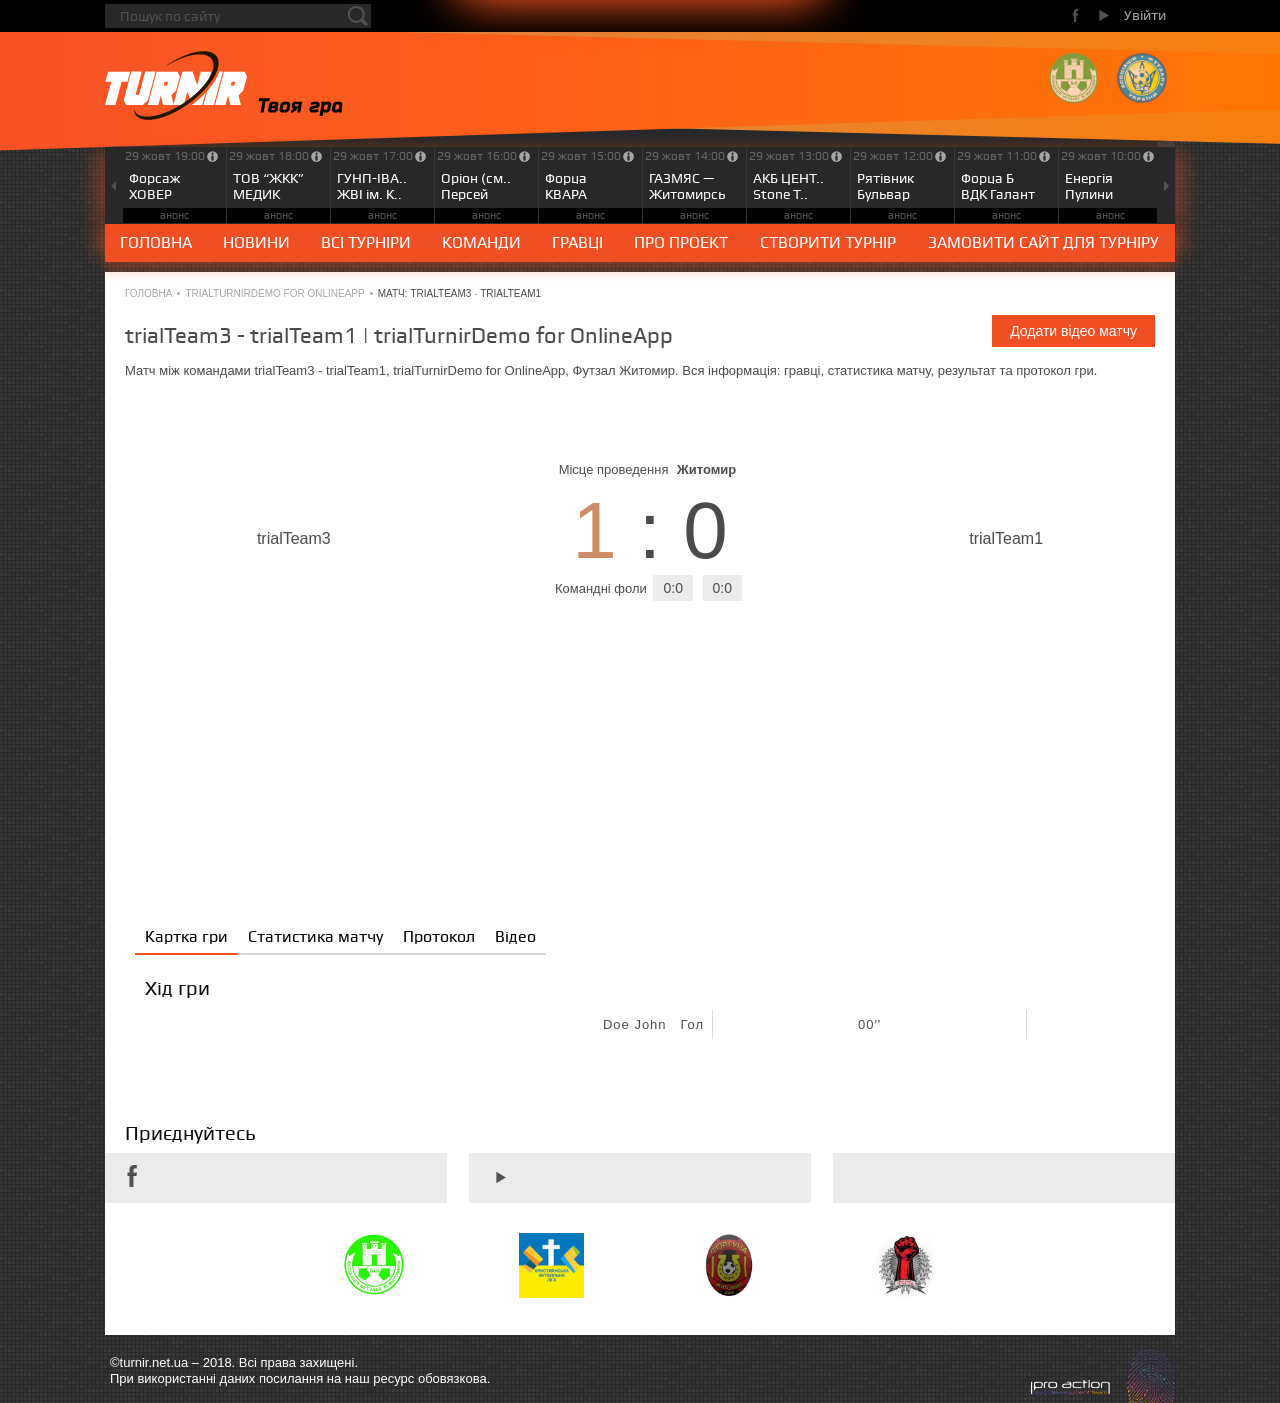 Пошук по сайту
Увійти
TURNIR Твоя гра
29 жовт 19:00
Форсаж
ХОВЕР
анонс
29 жовт 18:00
ТОВ “ЖКК”
МЕДИК
анонс
29 жовт 17:00
ГУНП-ІВА..
ЖВІ ім. К..
анонс
29 жовт 16:00
Оріон (см..
Персей
анонс
29 жовт 15:00
Форца
КВАРА
анонс
29 жовт 14:00
ГАЗМЯС —
Житомирсь
анонс
29 жовт 13:00
АКБ ЦЕНТ..
Stone T..
анонс
29 жовт 12:00
Рятівник
Бульвар
анонс
29 жовт 11:00
Форца Б
ВДК Галант
анонс
29 жовт 10:00
Енергія
Пулини
анонс
ГОЛОВНА НОВИНИ ВСІ ТУРНІРИ КОМАНДИ ГРАВЦІ ПРО ПРОЕКТ СТВОРИТИ ТУРНІР ЗАМОВИТИ САЙТ ДЛЯ ТУРНІРУ
ГОЛОВНА • TRIALTURNIRDEMO FOR ONLINEAPP • МАТЧ: TRIALTEAM3 - TRIALTEAM1
trialTeam3 - trialTeam1 | trialTurnirDemo for OnlineApp
Додати відео матчу
Матч між командами trialTeam3 - trialTeam1, trialTurnirDemo for OnlineApp, Футзал Житомир. Вся інформація: гравці, статистика матчу, результат та протокол гри.
Місце проведення Житомир
trialTeam3 1 : 0 trialTeam1
Командні фоли 0:0 0:0
Картка гри Статистика матчу Протокол Відео
Хід гри
Doe John Гол 00''
Приєднуйтесь
ХРИСТИЯНСЬКА
ФУТЗАЛЬНА
ЛІГА
ФОРТУНА
©turnir.net.ua – 2018. Всі права захищені.
При використанні даних посилання на наш ресурс обовязкова.
pro action